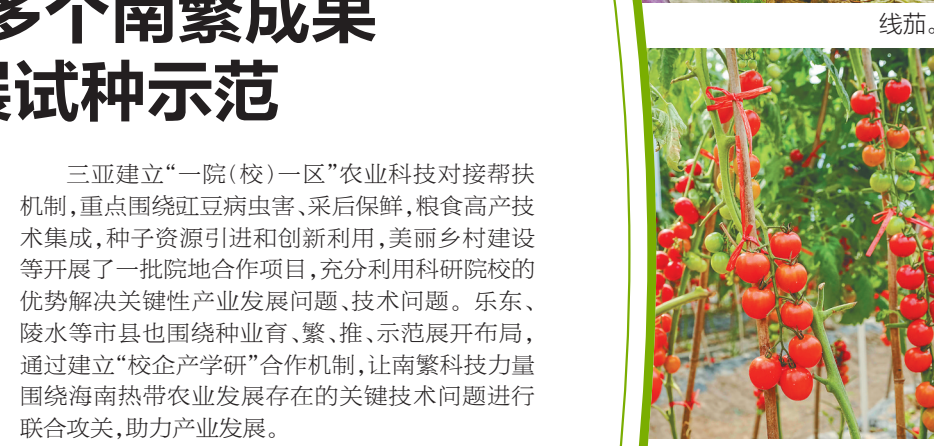 多个南繁成果
展试种示范
线茄。
三亚建立“一院(校)一区”农业科技对接帮扶
机制,重点围绕豇豆病虫害、采后保鲜,粮食高产技
术集成,种子资源引进和创新利用,美丽乡村建设
等开展了一批院地合作项目,充分利用科研院校的
优势解决关键性产业发展问题、技术问题。乐东、
陵水等市县也围绕种业育、繁、推、示范展开布局,
通过建立“校企产学研”合作机制,让南繁科技力量
围绕海南热带农业发展存在的关键技术问题进行
联合攻关,助力产业发展。